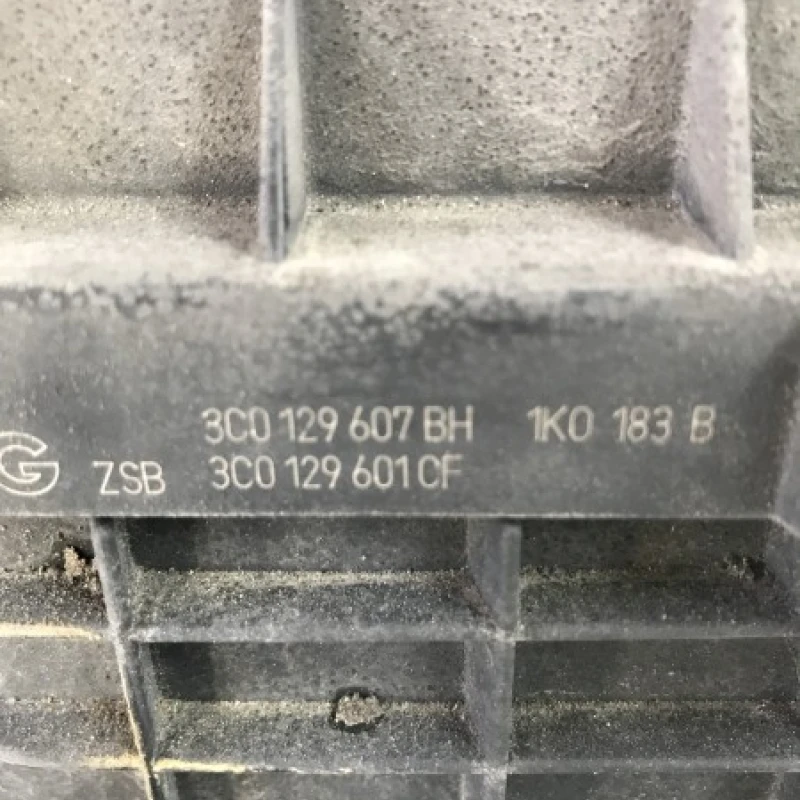 3C0 129 607 BH 1K0 183 B
G ZSB 3C0 129 601 CF